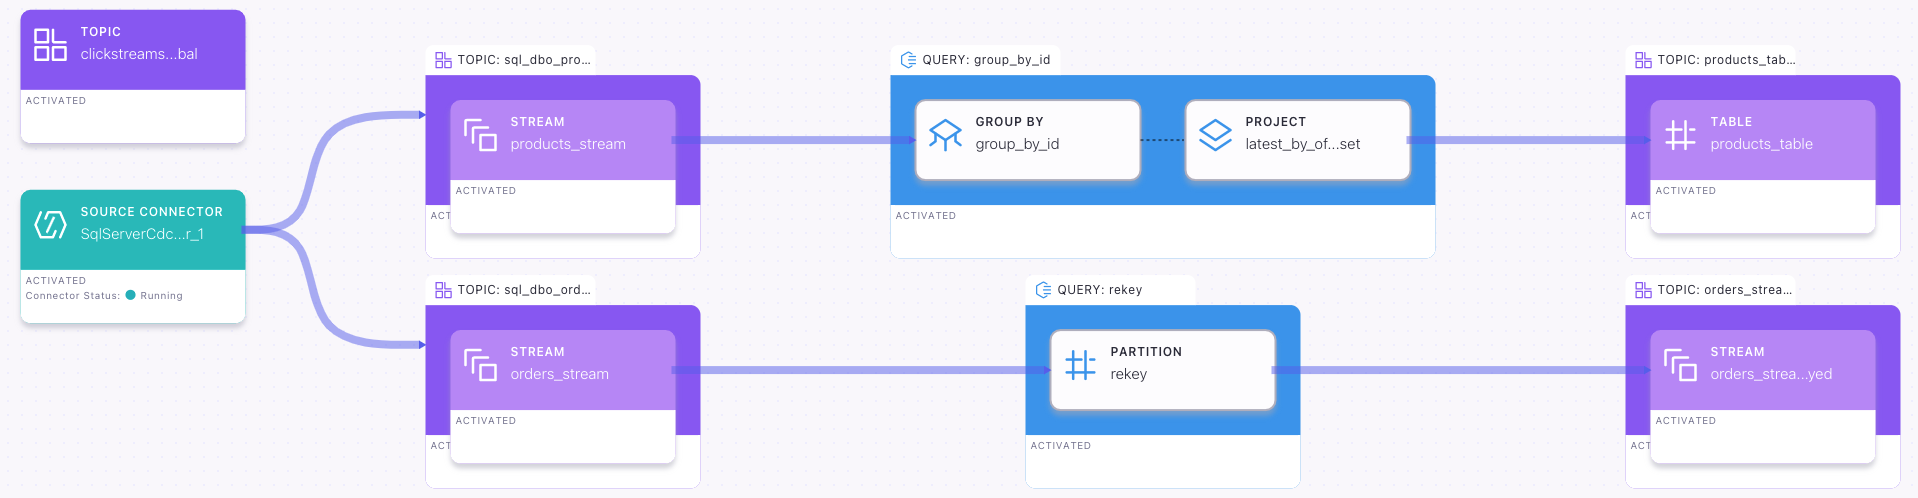 TOPIC
clickstreams...bal
ACTIVATED
SOURCE CONNECTOR
SqlServerCdc...r_1
ACTIVATED
Connector Status: Running
TOPIC: sql_dbo_pro...
STREAM
products_stream
ACTIVATED
ACT
QUERY: group_by_id
GROUP BY
group_by_id
PROJECT
latest_by_of...set
ACTIVATED
TOPIC: products_tab...
TABLE
products_table
ACTIVATED
ACT
TOPIC: sql_dbo_ord...
STREAM
orders_stream
ACTIVATED
ACT
QUERY: rekey
PARTITION
rekey
ACTIVATED
TOPIC: orders_strea...
STREAM
orders_strea...yed
ACTIVATED
ACT